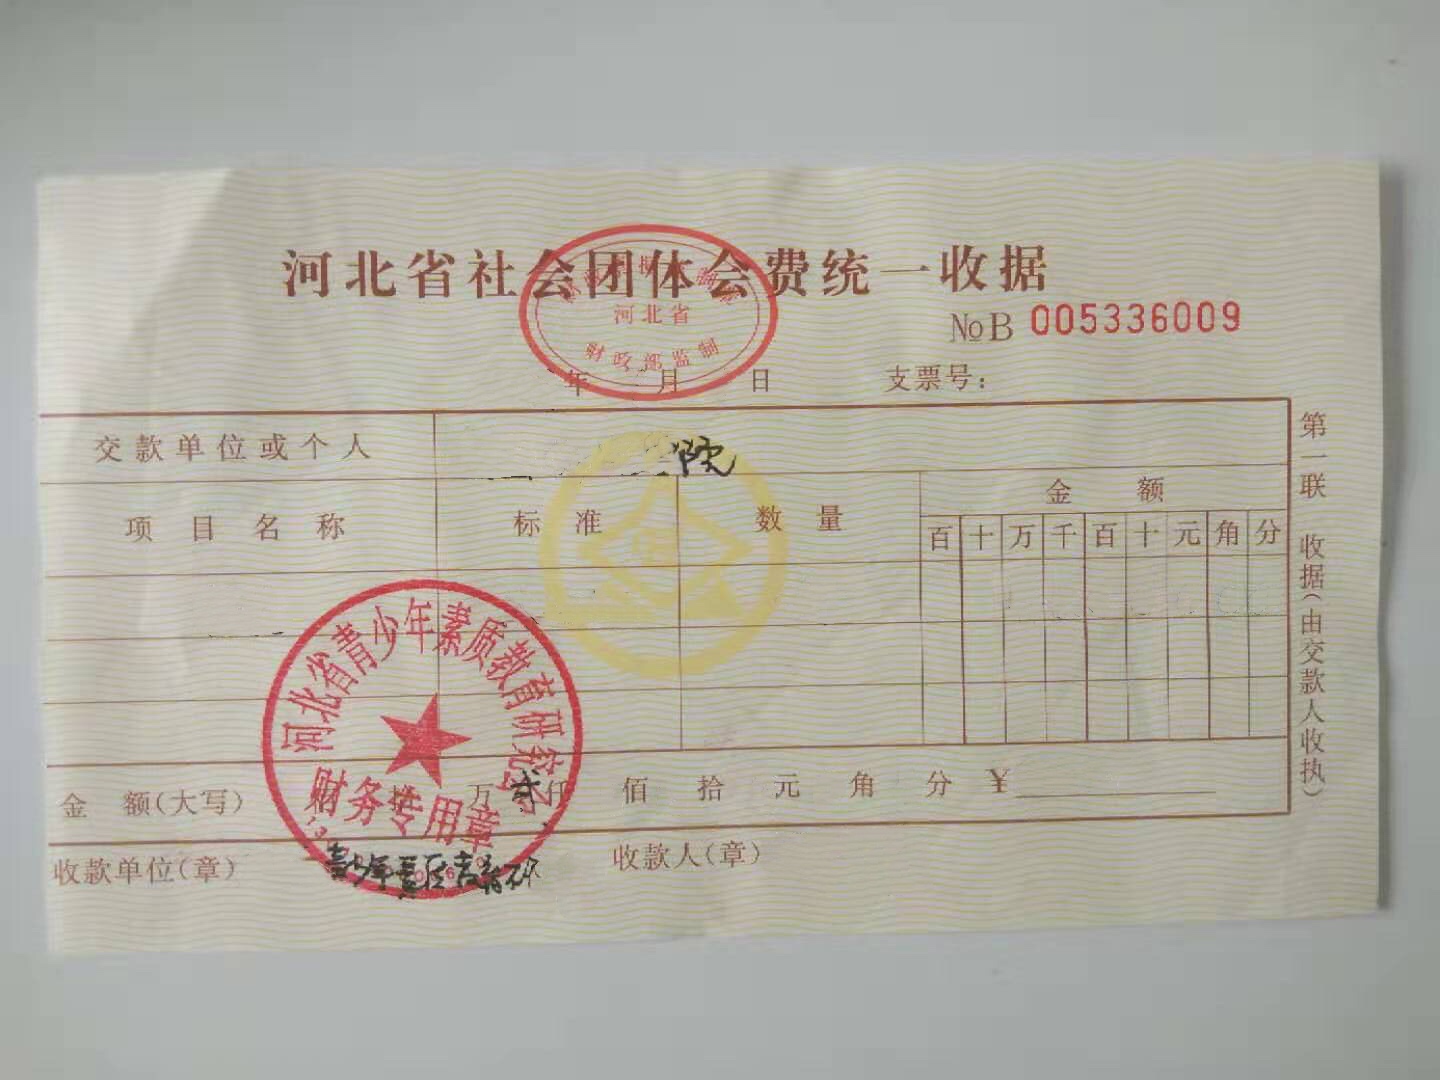 河北省社会团体会费统一收据
河北省
财政部监制
№B 005336009
年 月 日 支票号：
交款单位或个人 院
项目名称 标准 数量 金额
百 十 万 千 百 十 元 角 分
河北省青少年素质教育研究会
财务专用章
金额（大写） 拾 万 贰 仟 佰 拾 元 角 分 ￥
收款单位（章） 收款人（章）
第一联 收据（由交款人收执）